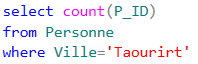 select count(P_ID)
from Personne
where Ville='Taourirt'